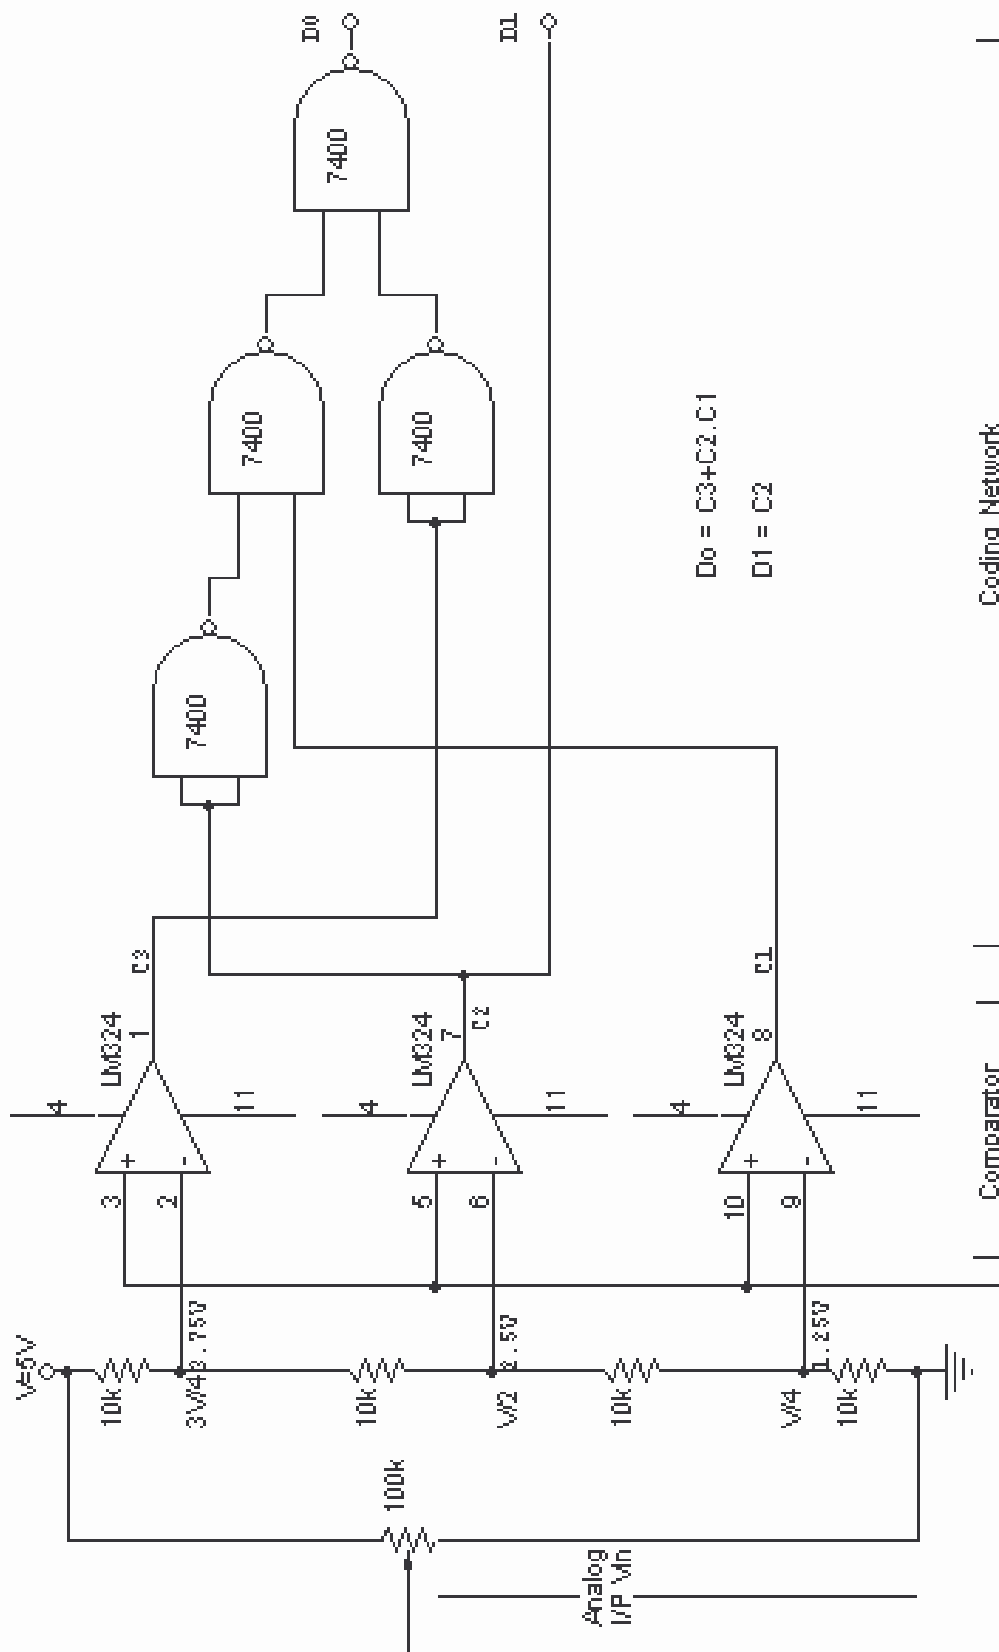 V=5V
4
10k
3
LM324
1
C3
2
3V/4
3.75V
7400
11
7400
D0
7400
10k
4
100k
5
LM324
7400
7
6
C2
V/2
2.5V
D1
11
Analog
I/P Vin
10k
4
Do = C3+C2.C1
10
LM324
8
C1
D1 = C2
V/4
9
1.25V
10k
11
Comparator
Coding Network